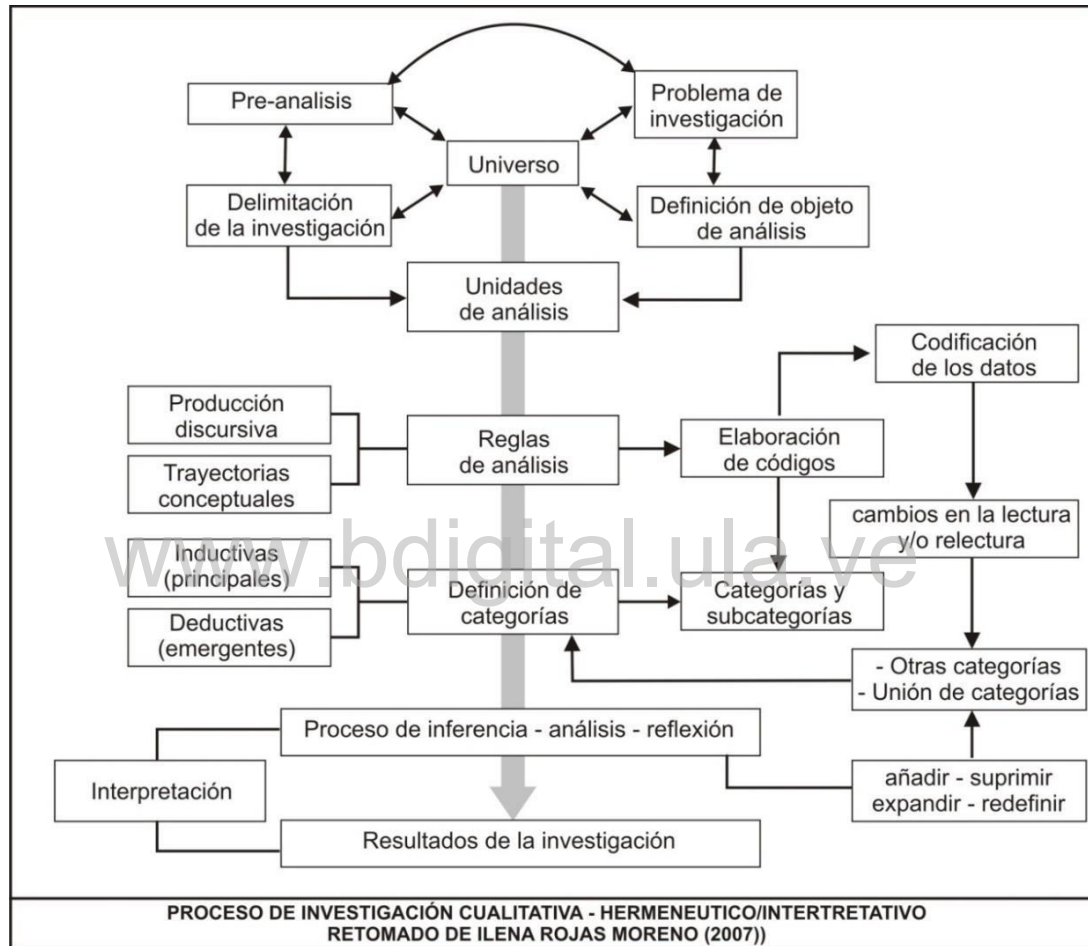 Pre-analisis
Problema de
investigación
Universo
Delimitación
de la investigación
Definición de objeto
de análisis
Unidades
de análisis
Codificación
de los datos
Producción
discursiva
Reglas
de análisis
Elaboración
de códigos
Trayectorias
conceptuales
cambios en la lectura
y/o relectura
www.bdigital.ula.ve
Inductivas
(principales)
Definición de
categorías
Categorías y
subcategorías
Deductivas
(emergentes)
- Otras categorías
- Unión de categorías
Proceso de inferencia - análisis - reflexión
Interpretación
añadir - suprimir
expandir - redefinir
Resultados de la investigación
PROCESO DE INVESTIGACIÓN CUALITATIVA - HERMENEUTICO/INTERTRETATIVO
RETOMADO DE ILENA ROJAS MORENO (2007))